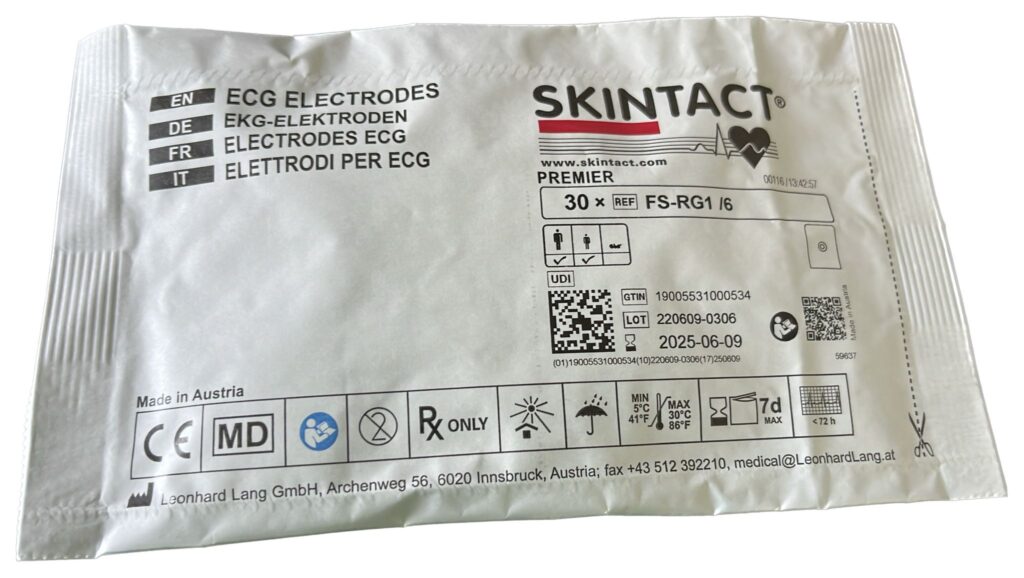 EN ECG ELECTRODES
DE EKG-ELEKTRODEN
FR ELECTRODES ECG
IT ELETTRODI PER ECG
SKINTACT®
www.skintact.com
PREMIER
00116 /13:42:57
30 × REF FS-RG1 /6
UDI
GTIN 19005531000534
LOT 220609-0306
2025-06-09
Made in Austria
(01)19005531000534(10)220609-0306(17)250609
59637
Made in Austria
CE MD 2 Rx ONLY MIN 5°C 41°F MAX 30°C 86°F 7d MAX < 72 h
Leonhard Lang GmbH, Archenweg 56, 6020 Innsbruck, Austria; fax +43 512 392210, medical@LeonhardLang.at